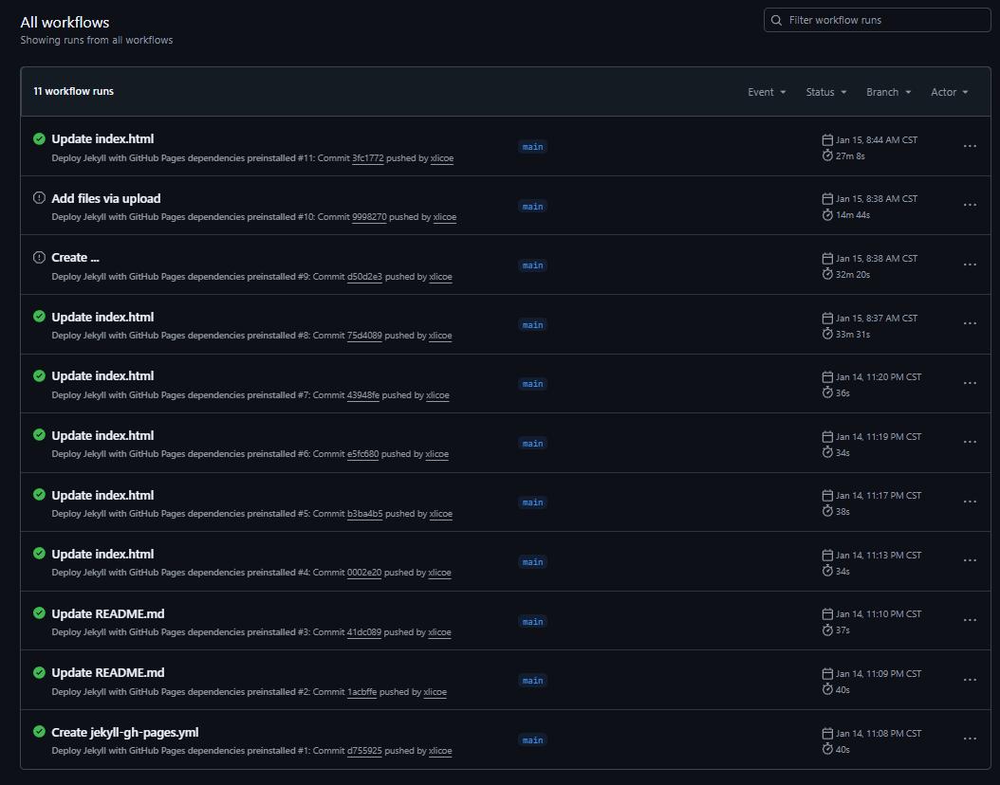 All workflows
Showing runs from all workflows
Filter workflow runs
11 workflow runs
Event
Status
Branch
Actor
Update index.html
Deploy Jekyll with GitHub Pages dependencies preinstalled #11: Commit 3fc1772 pushed by xlicoe
main
Jan 15, 8:44 AM CST
27m 8s
Add files via upload
Deploy Jekyll with GitHub Pages dependencies preinstalled #10: Commit 9998270 pushed by xlicoe
main
Jan 15, 8:38 AM CST
14m 44s
Create ...
Deploy Jekyll with GitHub Pages dependencies preinstalled #9: Commit d50d2e3 pushed by xlicoe
main
Jan 15, 8:38 AM CST
32m 20s
Update index.html
Deploy Jekyll with GitHub Pages dependencies preinstalled #8: Commit 75d4089 pushed by xlicoe
main
Jan 15, 8:37 AM CST
33m 31s
Update index.html
Deploy Jekyll with GitHub Pages dependencies preinstalled #7: Commit 43948fe pushed by xlicoe
main
Jan 14, 11:20 PM CST
36s
Update index.html
Deploy Jekyll with GitHub Pages dependencies preinstalled #6: Commit e5fc680 pushed by xlicoe
main
Jan 14, 11:19 PM CST
34s
Update index.html
Deploy Jekyll with GitHub Pages dependencies preinstalled #5: Commit b3ba4b5 pushed by xlicoe
main
Jan 14, 11:17 PM CST
38s
Update index.html
Deploy Jekyll with GitHub Pages dependencies preinstalled #4: Commit 0002e20 pushed by xlicoe
main
Jan 14, 11:13 PM CST
34s
Update README.md
Deploy Jekyll with GitHub Pages dependencies preinstalled #3: Commit 41dc089 pushed by xlicoe
main
Jan 14, 11:10 PM CST
37s
Update README.md
Deploy Jekyll with GitHub Pages dependencies preinstalled #2: Commit 1acbffe pushed by xlicoe
main
Jan 14, 11:09 PM CST
40s
Create jekyll-gh-pages.yml
Deploy Jekyll with GitHub Pages dependencies preinstalled #1: Commit d755925 pushed by xlicoe
main
Jan 14, 11:08 PM CST
40s